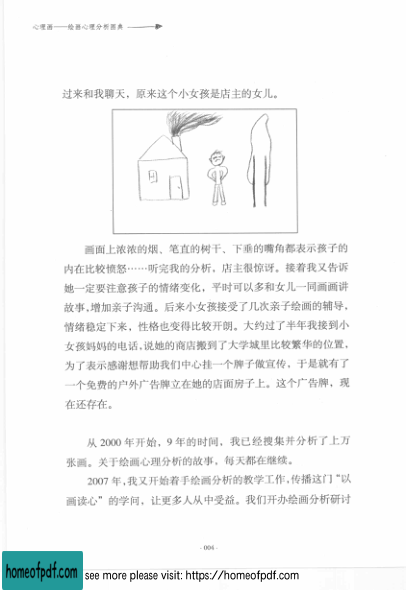 心理画——绘画心理分析图典
过来和我聊天，原来这个小女孩是店主的女儿。
画面上浓浓的烟、笔直的树干、下垂的嘴角都表示孩子的
内在比较愤怒……听完我的分析，店主很惊讶。接着我又告诉
她一定要注意孩子的情绪变化，平时可以多和女儿一同画画讲
故事，增加亲子沟通。后来小女孩接受了几次亲子绘画的辅导，
情绪稳定下来，性格也变得比较开朗。大约过了半年我接到小
女孩妈妈的电话，说她的商店搬到了大学城里比较繁华的位置，
为了表示感谢想帮助我们中心挂一个牌子做宣传，于是就有了
一个免费的户外广告牌立在她的店面房子上。这个广告牌，现
在还存在。
从 2000 年开始，9 年的时间，我已经搜集并分析了上万
张画。关于绘画心理分析的故事，每天都在继续。
2007 年，我又开始着手绘画分析的教学工作，传播这门“以
画读心”的学问，让更多人从中受益。我们开办绘画分析研讨
· 004 ·
homeofpdf.com see more please visit: https://homeofpdf.com